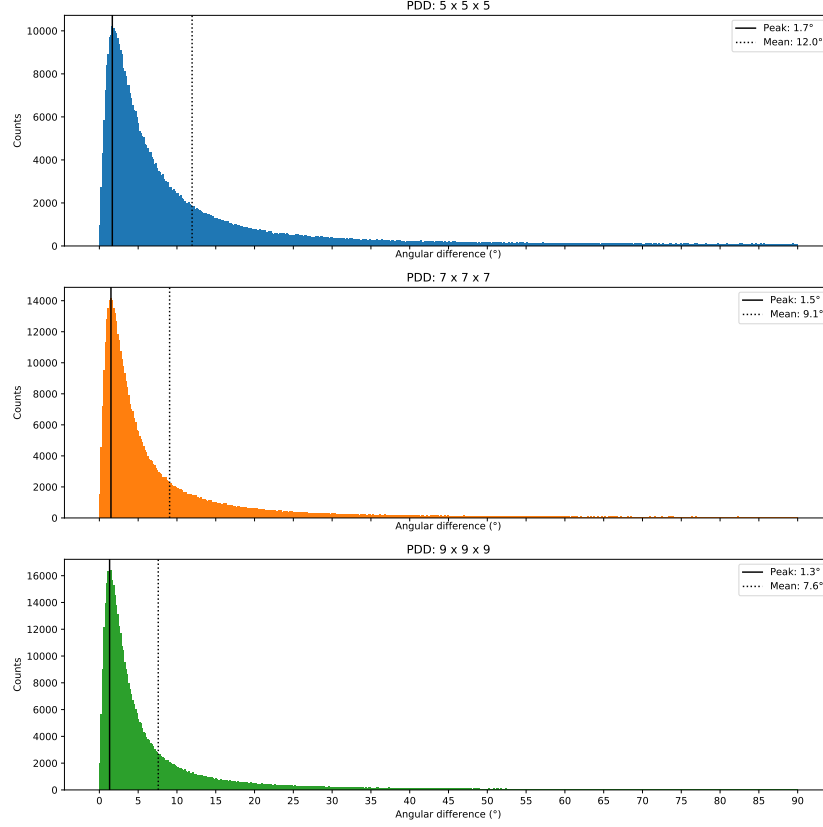 PDD: 5 x 5 x 5
Peak: 1.7°
Mean: 12.0°
10000
8000
6000
4000
2000
0
Counts
Angular difference (°)
PDD: 7 x 7 x 7
Peak: 1.5°
Mean: 9.1°
14000
12000
10000
8000
6000
4000
2000
0
Counts
Angular difference (°)
PDD: 9 x 9 x 9
Peak: 1.3°
Mean: 7.6°
16000
14000
12000
10000
8000
6000
4000
2000
0
Counts
0 5 10 15 20 25 30 35 40 45 50 55 60 65 70 75 80 85 90
Angular difference (°)